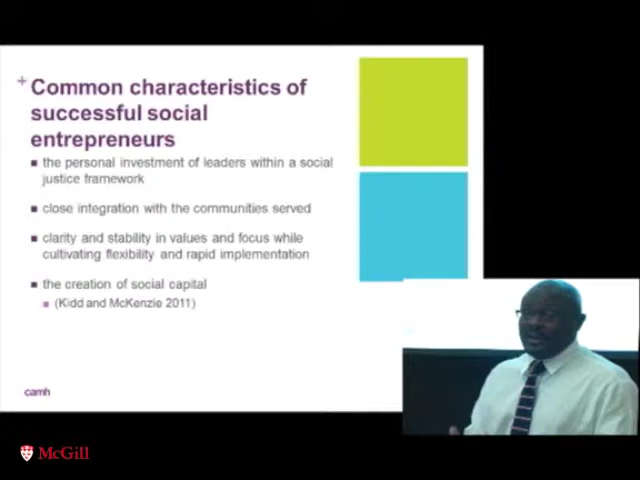 + Common characteristics of
successful social
entrepreneurs
the personal investment of leaders within a social
justice framework
close integration with the communities served
clarity and stability in values and focus while
cultivating flexibility and rapid implementation
the creation of social capital
(Kidd and McKenzie 2011)
camh
McGill